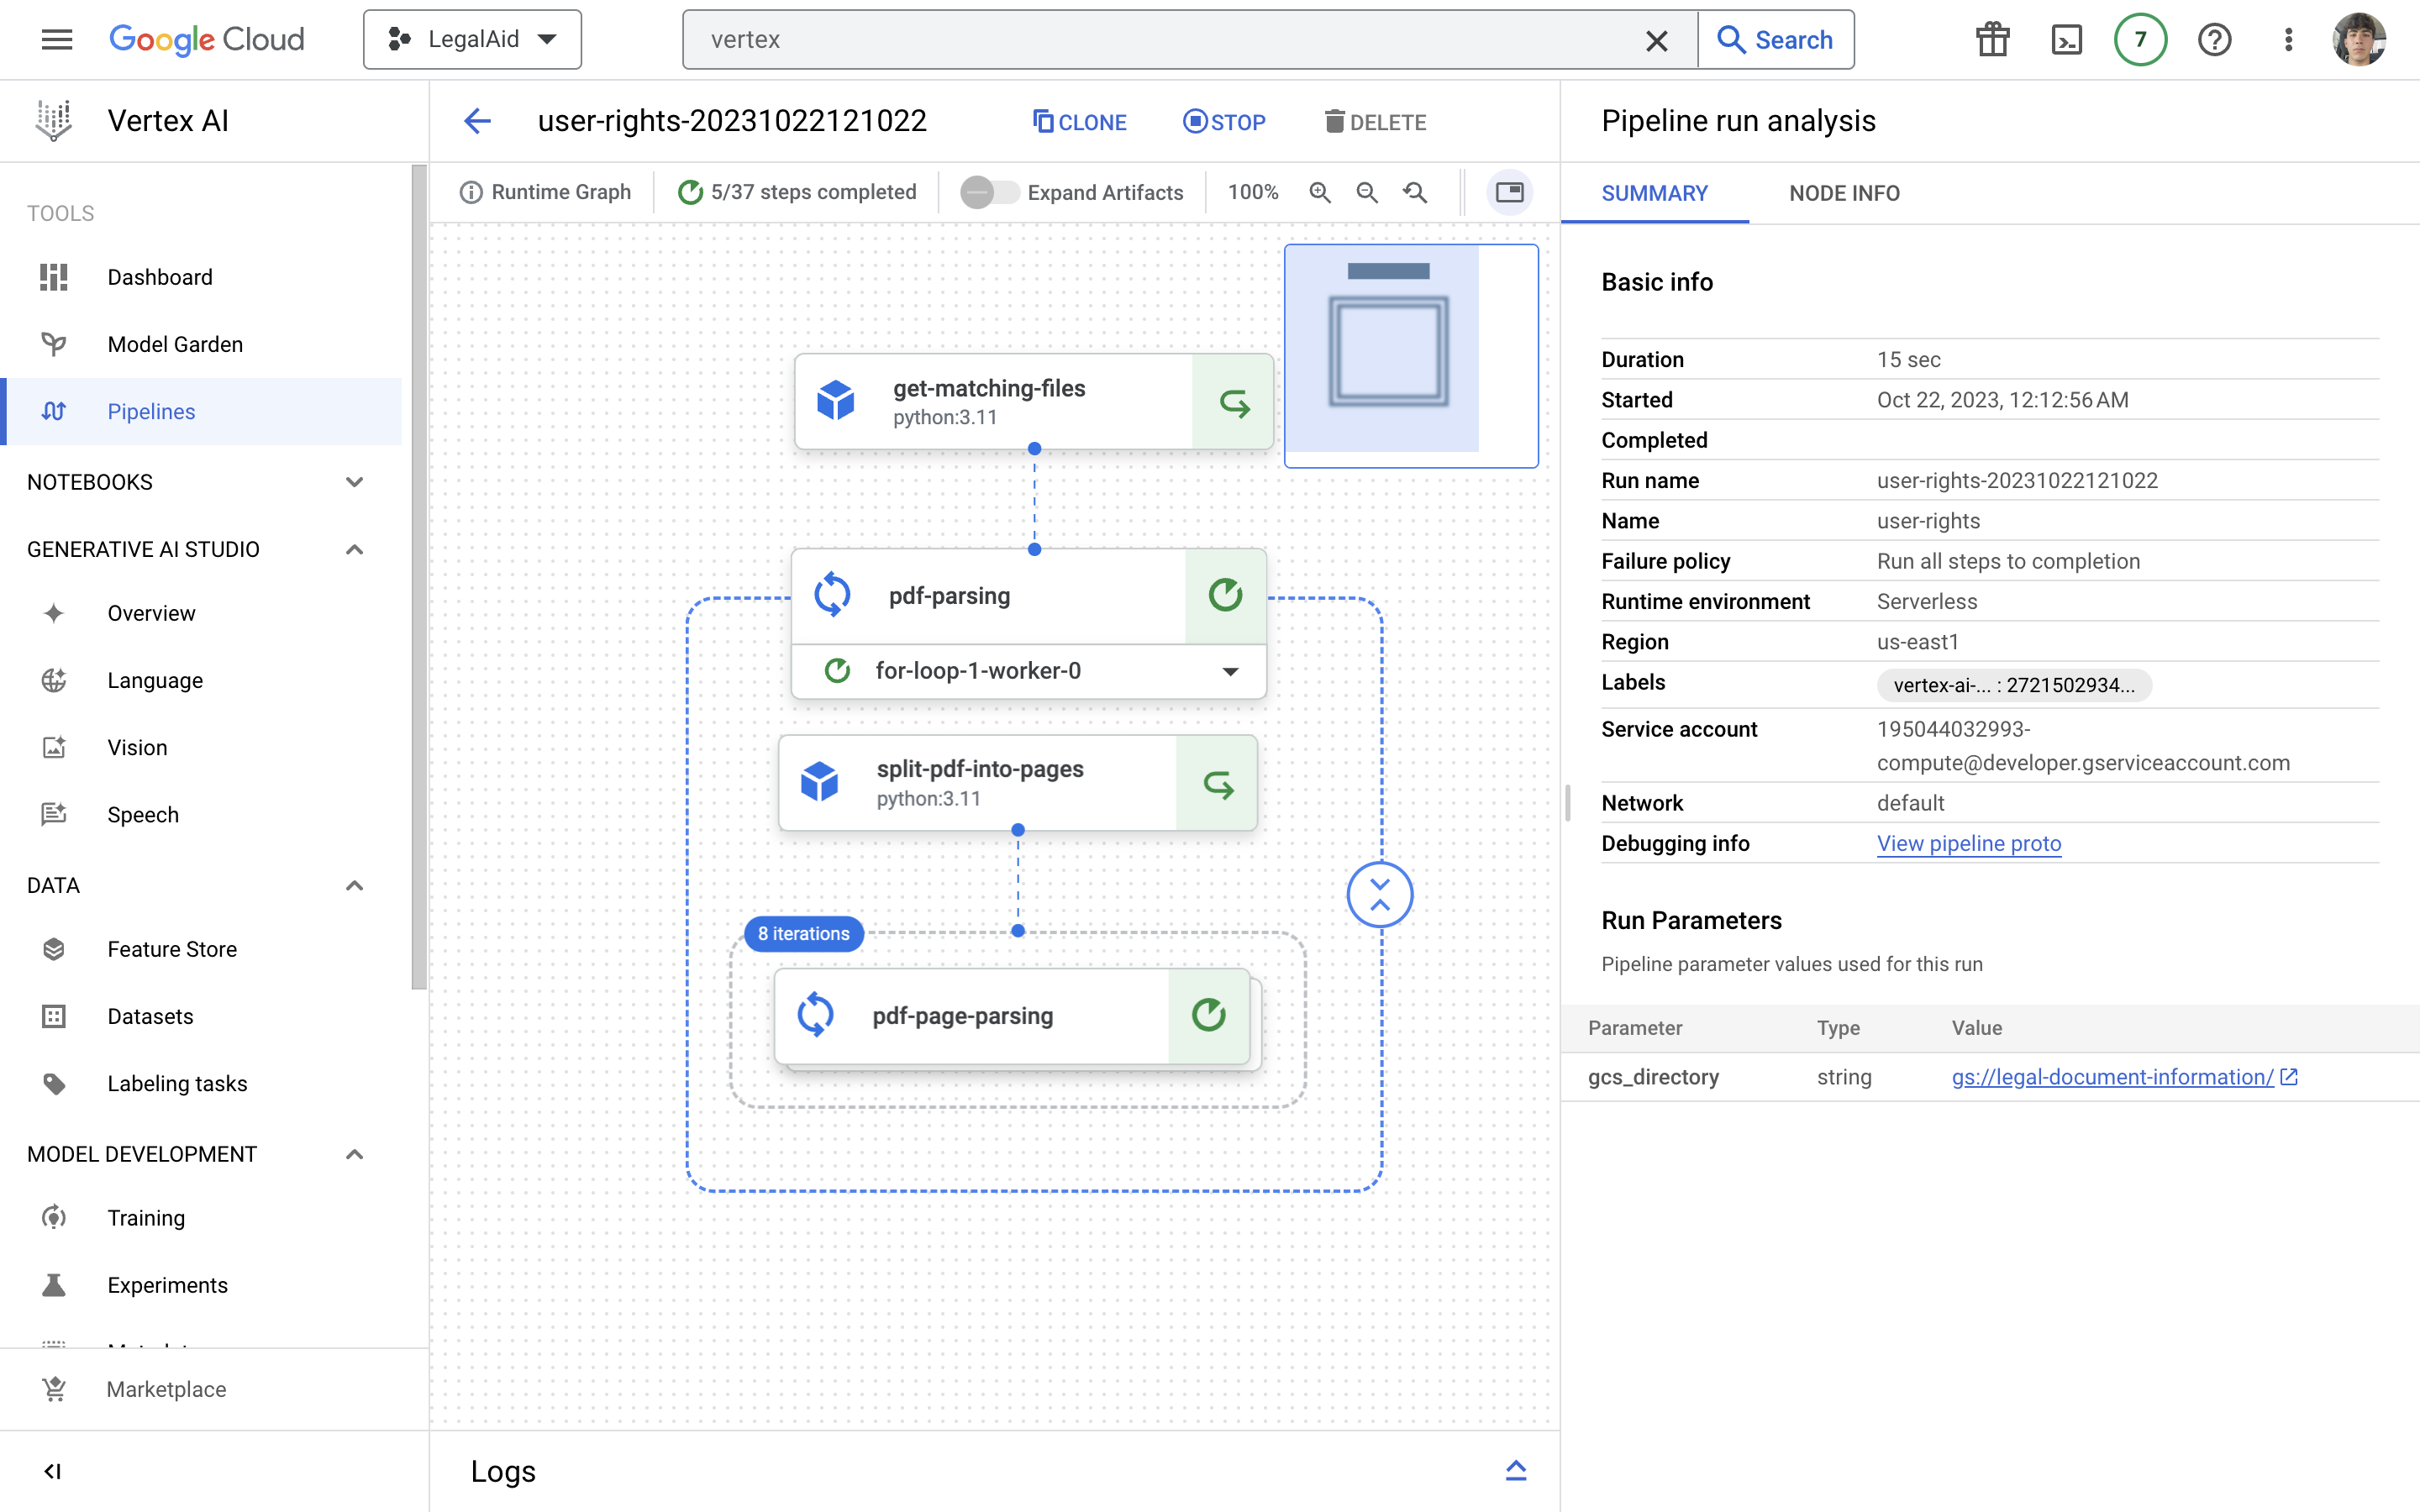 Google Cloud
LegalAid
vertex
Search
7
Vertex AI
TOOLS
Dashboard
Model Garden
Pipelines
NOTEBOOKS
GENERATIVE AI STUDIO
Overview
Language
Vision
Speech
DATA
Feature Store
Datasets
Labeling tasks
MODEL DEVELOPMENT
Training
Experiments
Marketplace
user-rights-20231022121022
CLONE
STOP
DELETE
Runtime Graph
5/37 steps completed
Expand Artifacts
100%
get-matching-files
python:3.11
pdf-parsing
for-loop-1-worker-0
split-pdf-into-pages
python:3.11
8 iterations
pdf-page-parsing
Logs
Pipeline run analysis
SUMMARY
NODE INFO
Basic info
Duration 15 sec
Started Oct 22, 2023, 12:12:56 AM
Completed
Run name user-rights-20231022121022
Name user-rights
Failure policy Run all steps to completion
Runtime environment Serverless
Region us-east1
Labels vertex-ai-... : 2721502934...
Service account 195044032993-
compute@developer.gserviceaccount.com
Network default
Debugging info View pipeline proto
Run Parameters
Pipeline parameter values used for this run
Parameter Type Value
gcs_directory string gs://legal-document-information/